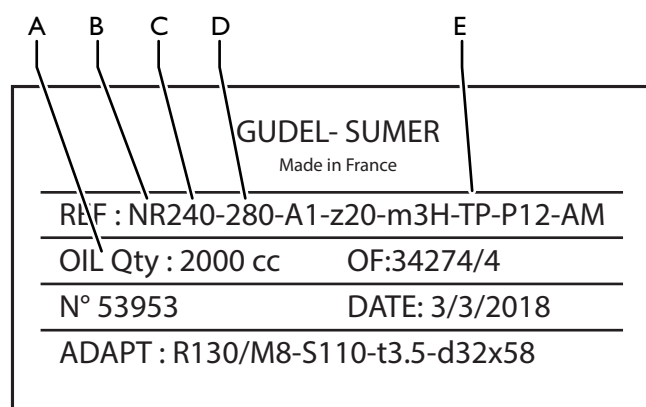 A B C D E
GUDEL- SUMER
Made in France
REF : NR240-280-A1-z20-m3H-TP-P12-AM
OIL Qty : 2000 cc OF:34274/4
N° 53953 DATE: 3/3/2018
ADAPT : R130/M8-S110-t3.5-d32x58